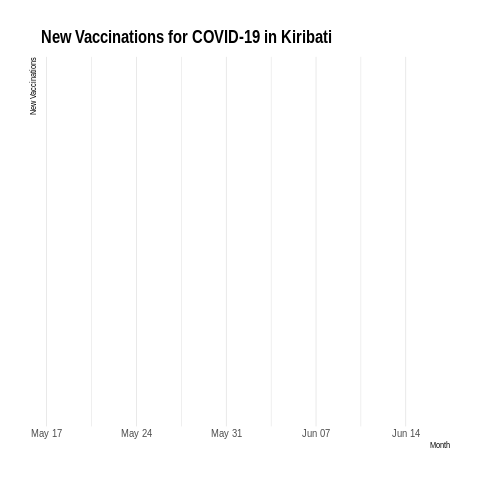 New Vaccinations for COVID-19 in Kiribati
New Vaccinations
May 17 May 24 May 31 Jun 07 Jun 14
Month